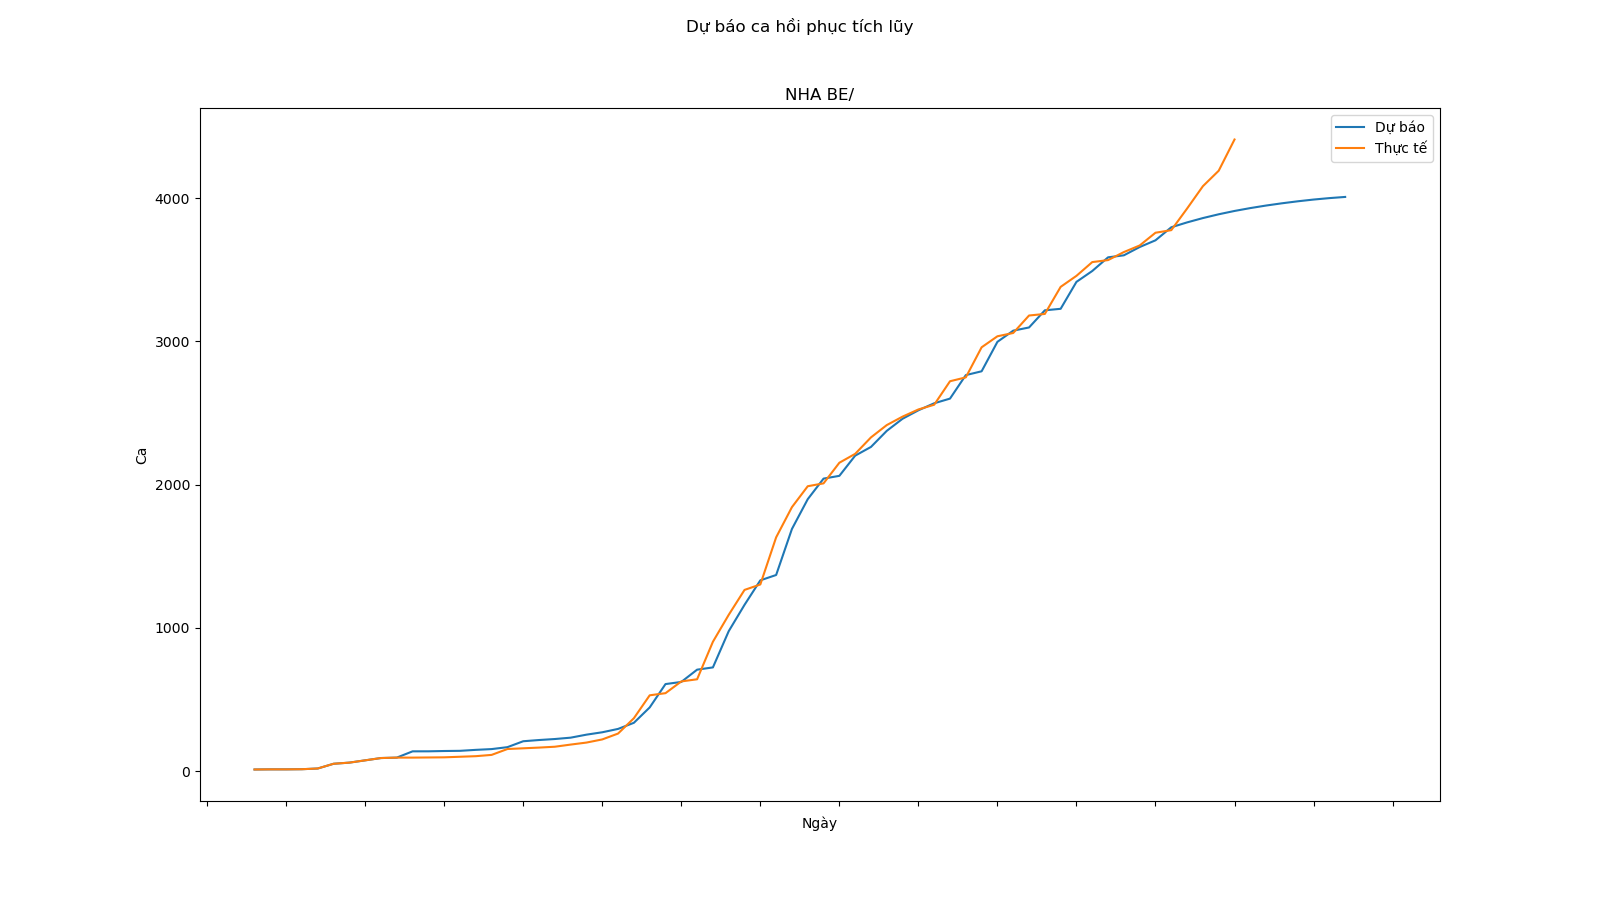 Dự báo ca hồi phục tích lũy
NHA BE/
Dự báo
Thực tế
4000
3000
2000
1000
0
Ca
Ngày